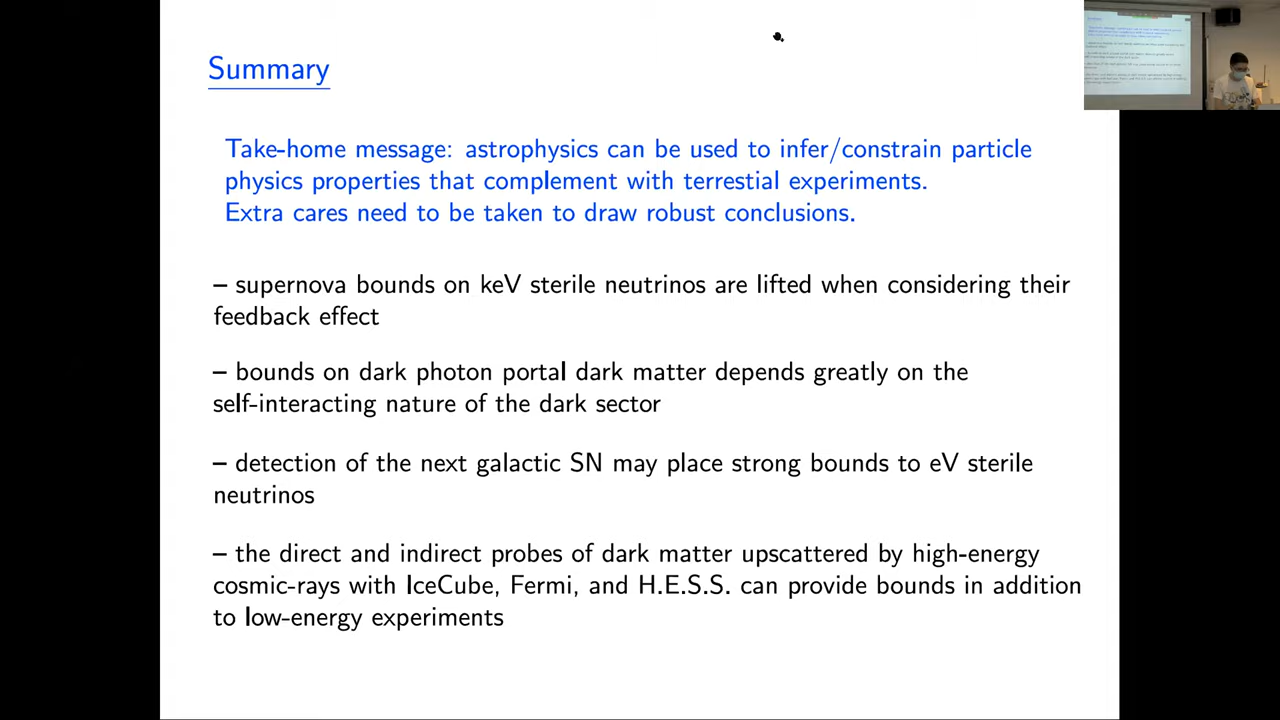 Summary
Take-home message: astrophysics can be used to infer/constrain particle
physics properties that complement with terrestial experiments.
Extra cares need to be taken to draw robust conclusions.
– supernova bounds on keV sterile neutrinos are lifted when considering their
feedback effect
– bounds on dark photon portal dark matter depends greatly on the
self-interacting nature of the dark sector
– detection of the next galactic SN may place strong bounds to eV sterile
neutrinos
– the direct and indirect probes of dark matter upscattered by high-energy
cosmic-rays with IceCube, Fermi, and H.E.S.S. can provide bounds in addition
to low-energy experiments